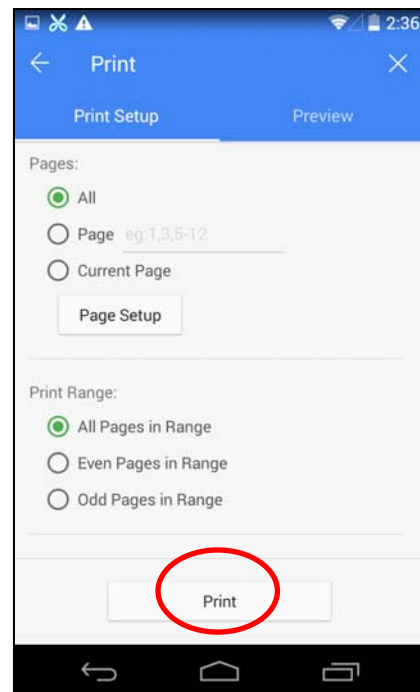 2:36
Print
Print Setup Preview
Pages:
All
Page eg:1,3,5-12
Current Page
Page Setup
Print Range:
All Pages in Range
Even Pages in Range
Odd Pages in Range
Print